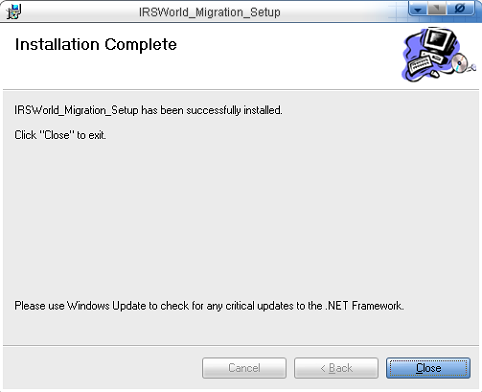 IRSWorld_Migration_Setup
Installation Complete
IRSWorld_Migration_Setup has been successfully installed.
Click "Close" to exit.
Please use Windows Update to check for any critical updates to the .NET Framework.
Cancel
< Back
Close